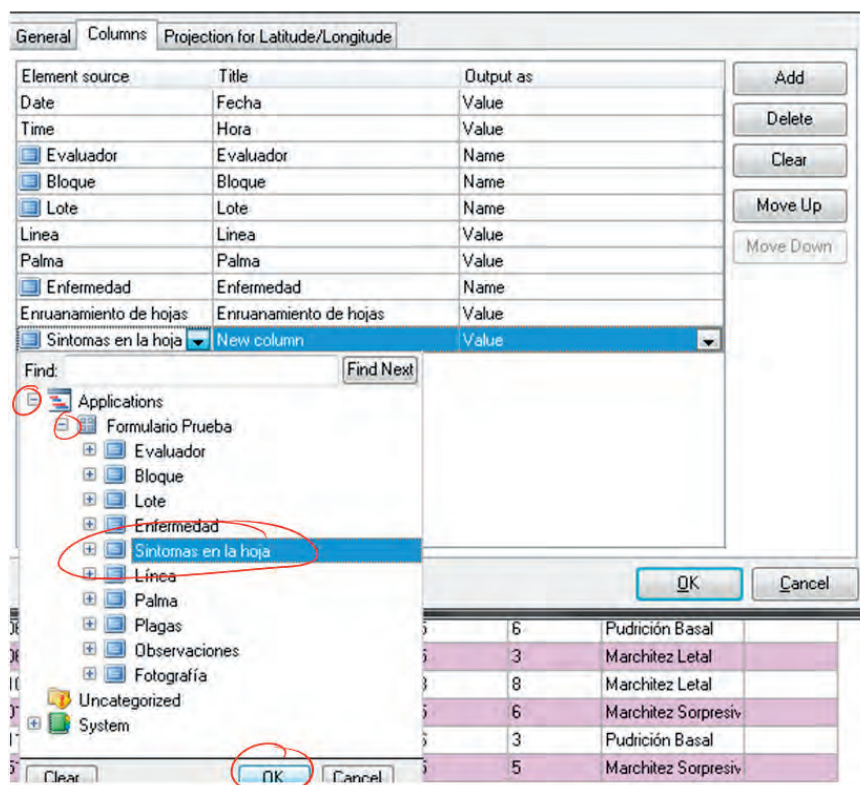 General Columns Projection for Latitude/Longitude
Element source Title Output as
Add
Date Fecha Value
Time Hora Value
Delete
Evaluador Evaluador Name
Clear
Bloque Bloque Name
Lote Lote Name
Move Up
Linea Linea Value
Move Down
Palma Palma Value
Enfermedad Enfermedad Name
Enruanamiento de hojas Enruanamiento de hojas Value
Sintomas en la hoja New column Value
Find: Find Next
Applications
Formulario Prueba
Evaluador
Bloque
Lote
Enfermedad
Sintomas en la hoja
Línea
OK Cancel
Palma
6 Pudrición Basal
Plagas
Observaciones
3 Marchitez Letal
Fotografía
8 Marchitez Letal
Uncategorized
6 Marchitez Sorpresiv
System
3 Pudrición Basal
5 Marchitez Sorpresiv
Clear OK Cancel